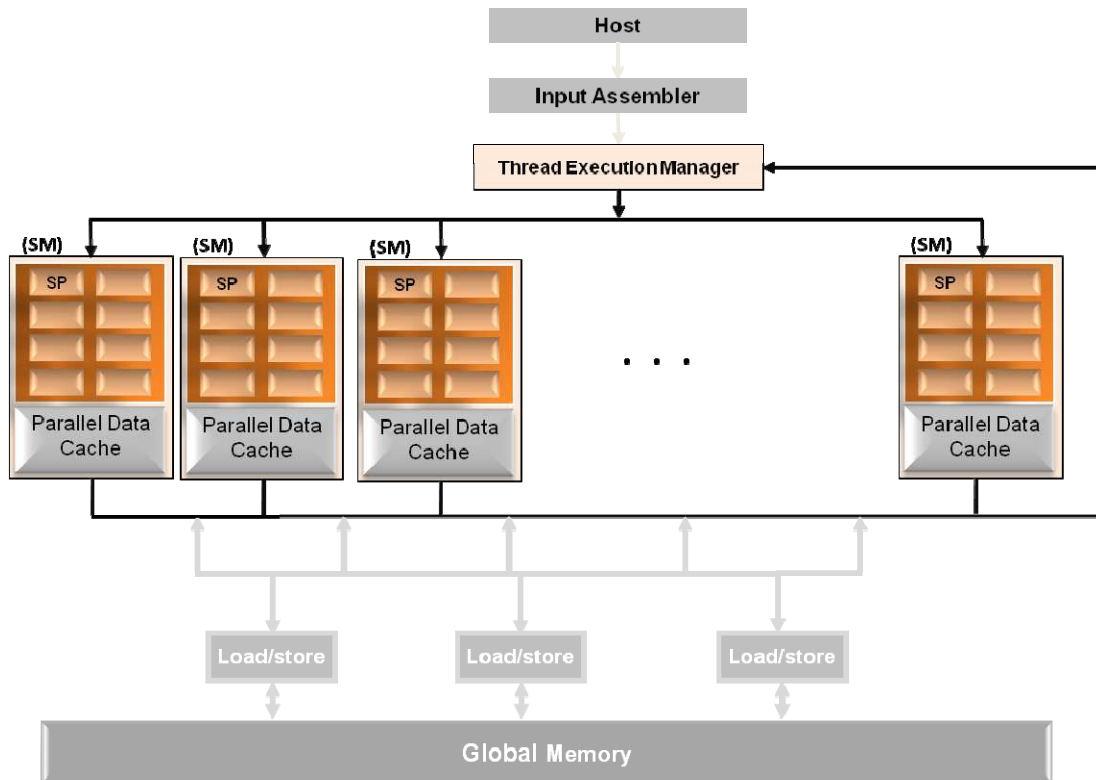 Host
Input Assembler
Thread Execution Manager
(SM)
(SM)
(SM)
(SM)
SP
SP
SP
SP
. . .
Parallel Data
Cache
Parallel Data
Cache
Parallel Data
Cache
Parallel Data
Cache
Load/store
Load/store
Load/store
Global Memory